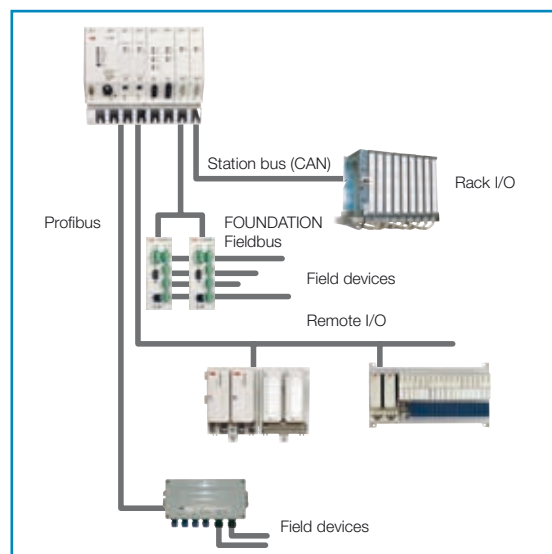 Station bus (CAN)
Rack I/O
Profibus
FOUNDATION
Fieldbus
Field devices
Remote I/O
Field devices